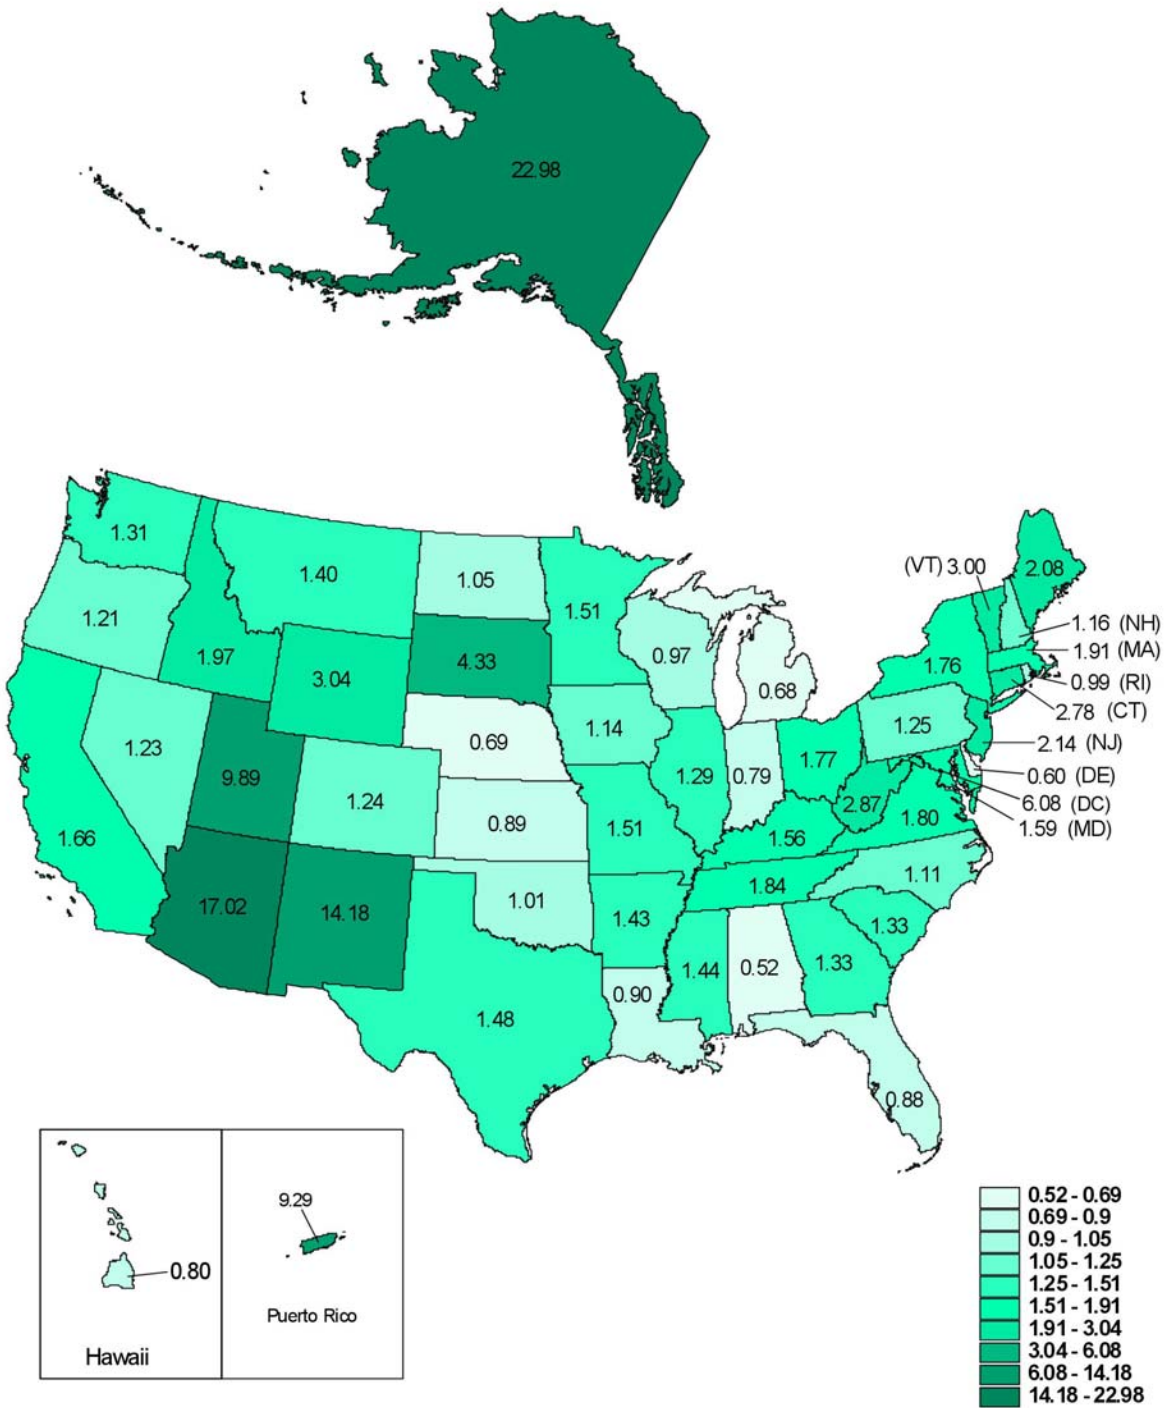 22.98
1.31
1.40
1.05
1.51
(VT) 3.00
2.08
1.21
1.97
3.04
4.33
0.97
0.68
1.76
1.16 (NH)
1.91 (MA)
0.99 (RI)
2.78 (CT)
1.23
9.89
1.24
0.69
1.14
1.25
2.14 (NJ)
0.60 (DE)
6.08 (DC)
1.59 (MD)
1.66
0.89
1.51
1.29
0.79
1.77
2.87
1.80
1.56
17.02
14.18
1.01
1.43
1.84
1.11
1.33
1.48
0.90
1.44
0.52
1.33
0.88
0.80
Hawaii
9.29
Puerto Rico
0.52 - 0.69
0.69 - 0.9
0.9 - 1.05
1.05 - 1.25
1.25 - 1.51
1.51 - 1.91
1.91 - 3.04
3.04 - 6.08
6.08 - 14.18
14.18 - 22.98